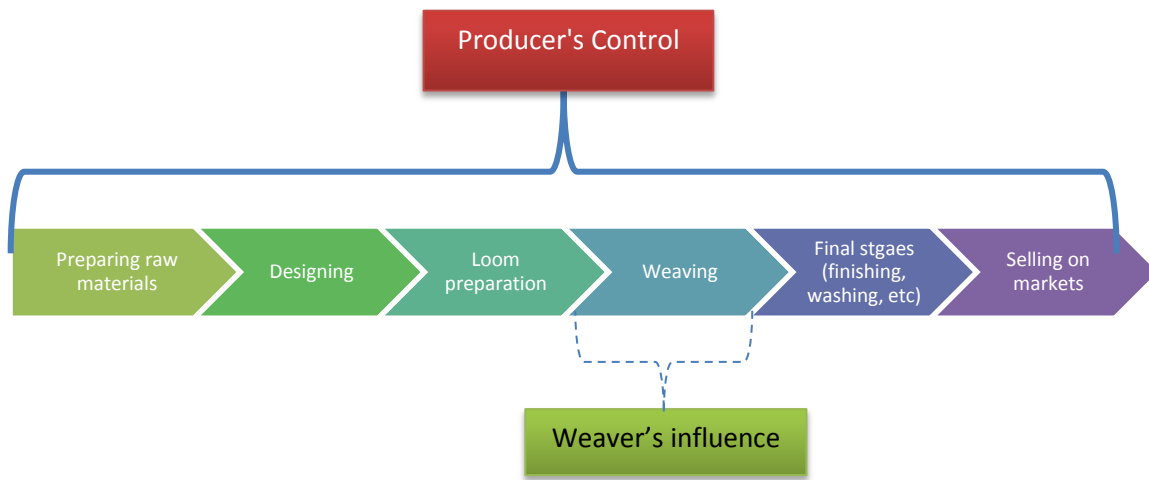 Producer's Control
Preparing raw
materials
Designing
Loom
preparation
Weaving
Final stgaes
(finishing,
washing, etc)
Selling on
markets
Weaver’s influence